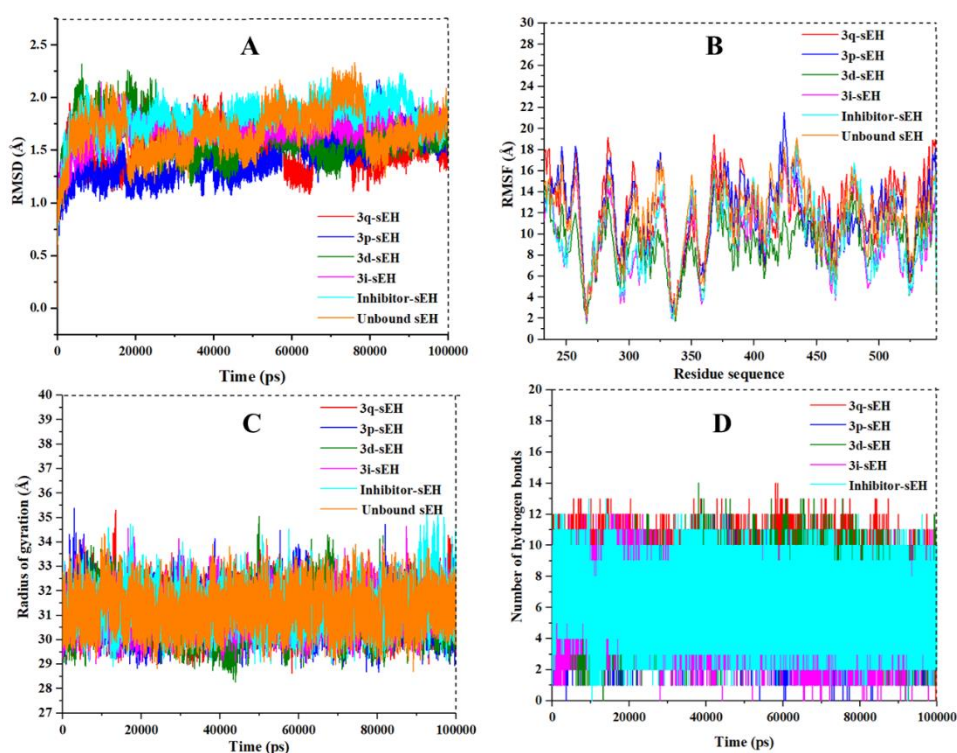 A
2.5
2.0
1.5
1.0
0.5
0.0
RMSD (Å)
3q-sEH
3p-sEH
3d-sEH
3i-sEH
Inhibitor-sEH
Unbound sEH
0 20000 40000 60000 80000 100000
Time (ps)
B
30
28
26
24
22
20
18
16
14
12
10
8
6
4
2
0
RMSF (Å)
3q-sEH
3p-sEH
3d-sEH
3i-sEH
Inhibitor-sEH
Unbound sEH
250 300 350 400 450 500
Residue sequence
C
40
39
38
37
36
35
34
33
32
31
30
29
28
27
Radius of gyration (Å)
3q-sEH
3p-sEH
3d-sEH
3i-sEH
Inhibitor-sEH
Unbound sEH
0 20000 40000 60000 80000 100000
Time (ps)
D
20
18
16
14
12
10
8
6
4
2
0
Number of hydrogen bonds
3q-sEH
3p-sEH
3d-sEH
3i-sEH
Inhibitor-sEH
0 20000 40000 60000 80000 100000
Time (ps)